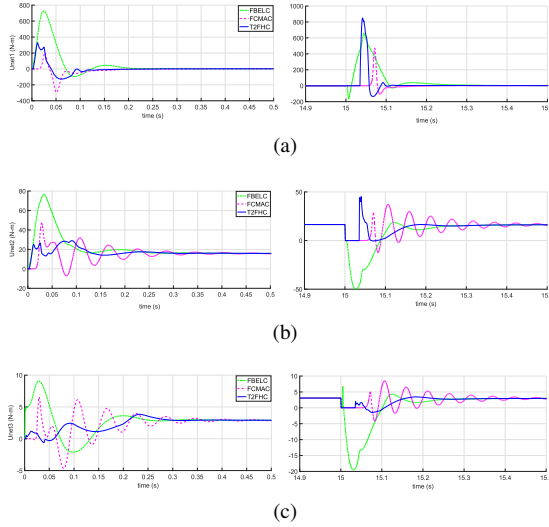 800
600
400
200
0
-200
-400
Unet1 (N-m)
FBELC
FCMAC
T2FHC
0 0.05 0.1 0.15 0.2 0.25 0.3 0.35 0.4 0.45 0.5
time (s)
1000
800
600
400
200
0
-200
14.9 15 15.1 15.2 15.3 15.4 15.5
time (s)
(a)
80
60
40
20
0
-20
Unet2 (N-m)
FBELC
FCMAC
T2FHC
0 0.05 0.1 0.15 0.2 0.25 0.3 0.35 0.4 0.45 0.5
time (s)
50
0
-50
14.9 15 15.1 15.2 15.3 15.4 15.5
time (s)
(b)
10
5
0
-5
Unet3 (N-m)
FBELC
FCMAC
T2FHC
0 0.05 0.1 0.15 0.2 0.25 0.3 0.35 0.4 0.45 0.5
time (s)
10
5
0
-5
-10
-15
-20
14.9 15 15.1 15.2 15.3 15.4 15.5
time (s)
(c)